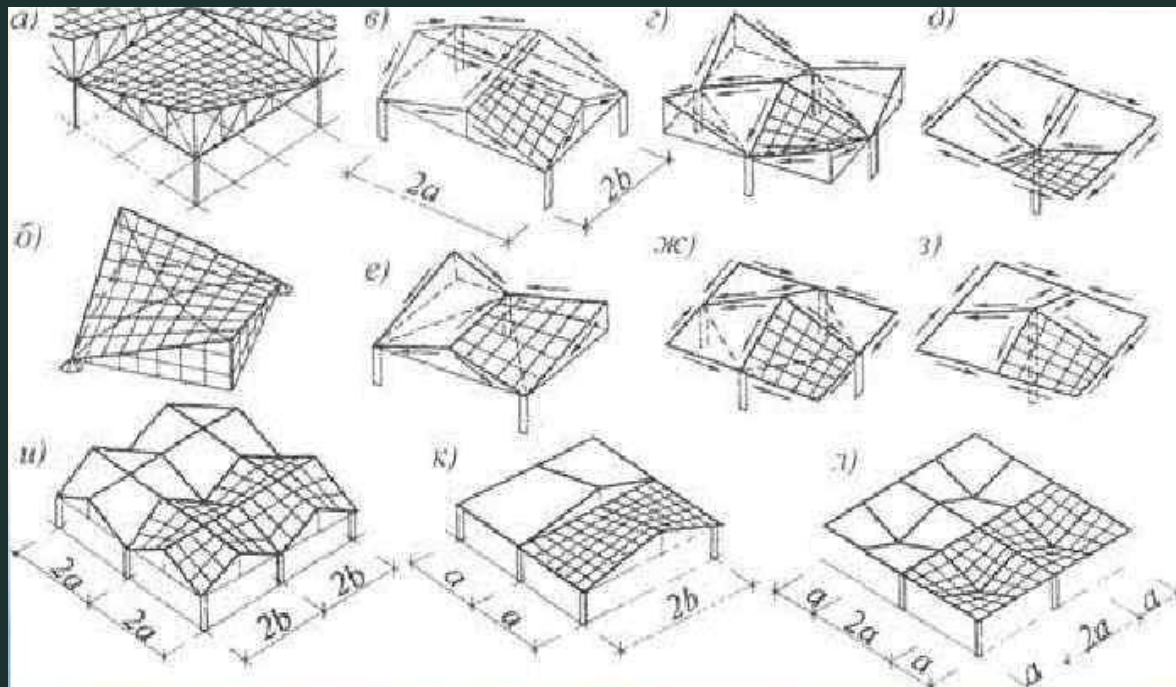 а) в) г) д)
2a 2b
б) е) ж) з)
и) к) л)
2a 2a 2b 2b
a a 2b
a 2a a a 2a a